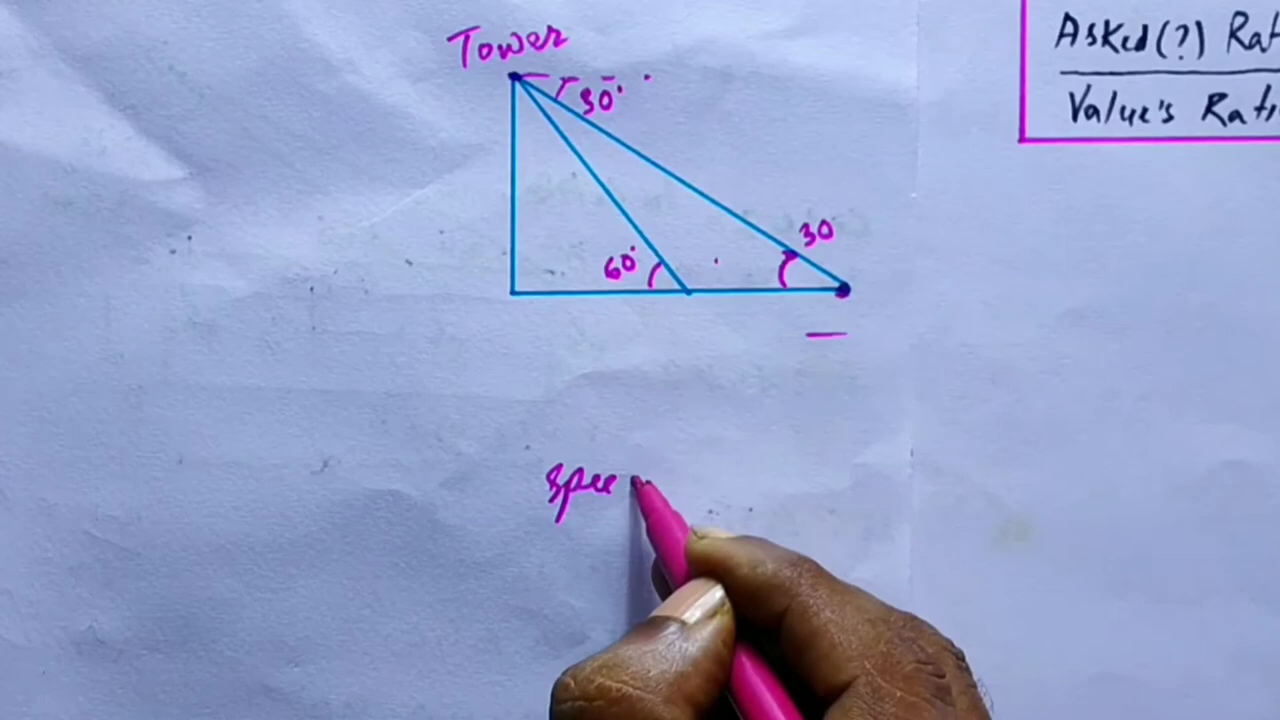 Tower
30°
60°
30
Spee
Asked(?) Rat
Value's Rati